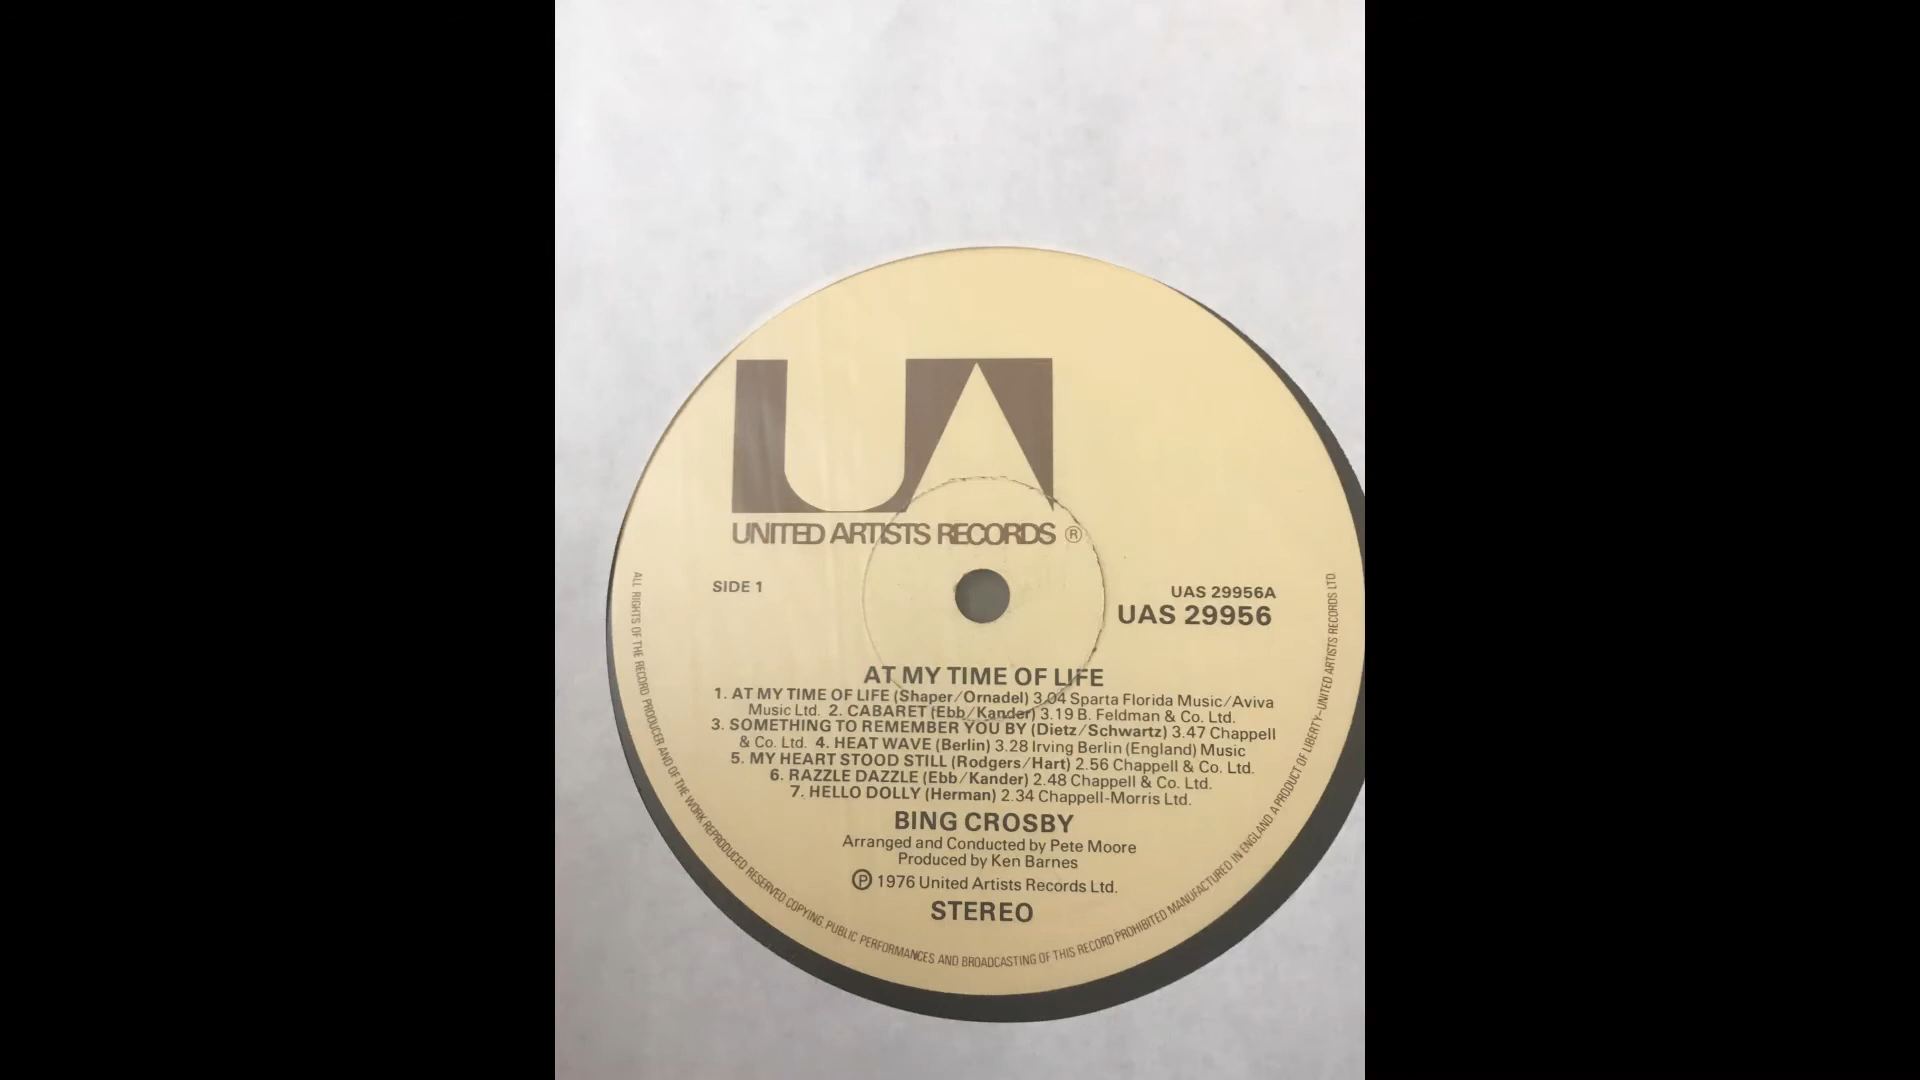 UA
UNITED ARTISTS RECORDS ®
SIDE 1
UAS 29956A
UAS 29956
AT MY TIME OF LIFE
1. AT MY TIME OF LIFE (Shaper/Ornadel) 3.04 Sparta Florida Music/Aviva
Music Ltd. 2. CABARET (Ebb/Kander) 3.19 B. Feldman & Co. Ltd.
3. SOMETHING TO REMEMBER YOU BY (Dietz/Schwartz) 3.47 Chappell
& Co. Ltd. 4. HEAT WAVE (Berlin) 3.28 Irving Berlin (England) Music
5. MY HEART STOOD STILL (Rodgers/Hart) 2.56 Chappell & Co. Ltd.
6. RAZZLE DAZZLE (Ebb/Kander) 2.48 Chappell & Co. Ltd.
7. HELLO DOLLY (Herman) 2.34 Chappell-Morris Ltd.
BING CROSBY
Arranged and Conducted by Pete Moore
Produced by Ken Barnes
Ⓟ 1976 United Artists Records Ltd.
STEREO
ALL RIGHTS OF THE RECORD PRODUCER AND OF THE WORK REPRODUCED RESERVED COPYING, PUBLIC PERFORMANCES AND BROADCASTING OF THIS RECORD PROHIBITED MANUFACTURED IN ENGLAND A PRODUCT OF LIBERTY-UNITED ARTISTS RECORDS LTD.